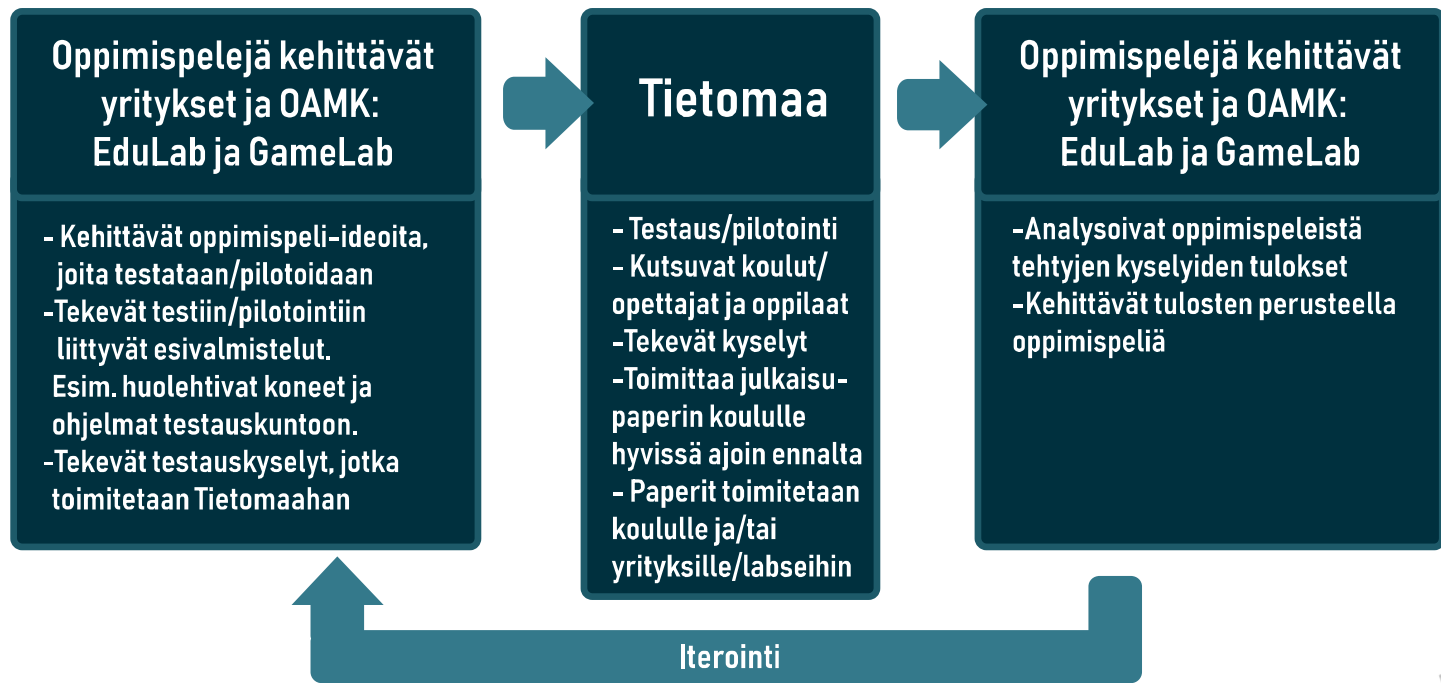 Oppimispelejä kehittävät
yritykset ja OAMK:
EduLab ja GameLab
- Kehittävät oppimispeli-ideoita,
joita testataan/pilotoidaan
-Tekevät testiin/pilotointiin
liittyvät esivalmistelut.
Esim. huolehtivat koneet ja
ohjelmat testauskuntoon.
-Tekevät testauskyselyt, jotka
toimitetaan Tietomaahan
Tietomaa
- Testaus/pilotointi
- Kutsuvat koulut/
opettajat ja oppilaat
-Tekevät kyselyt
-Toimittaa julkaisu-
paperin koululle
hyvissä ajoin ennalta
- Paperit toimitetaan
koululle ja/tai
yrityksille/labseihin
Oppimispelejä kehittävät
yritykset ja OAMK:
EduLab ja GameLab
-Analysoivat oppimispeleistä
tehtyjen kyselyiden tulokset
-Kehittävät tulosten perusteella
oppimispeliä
Iterointi